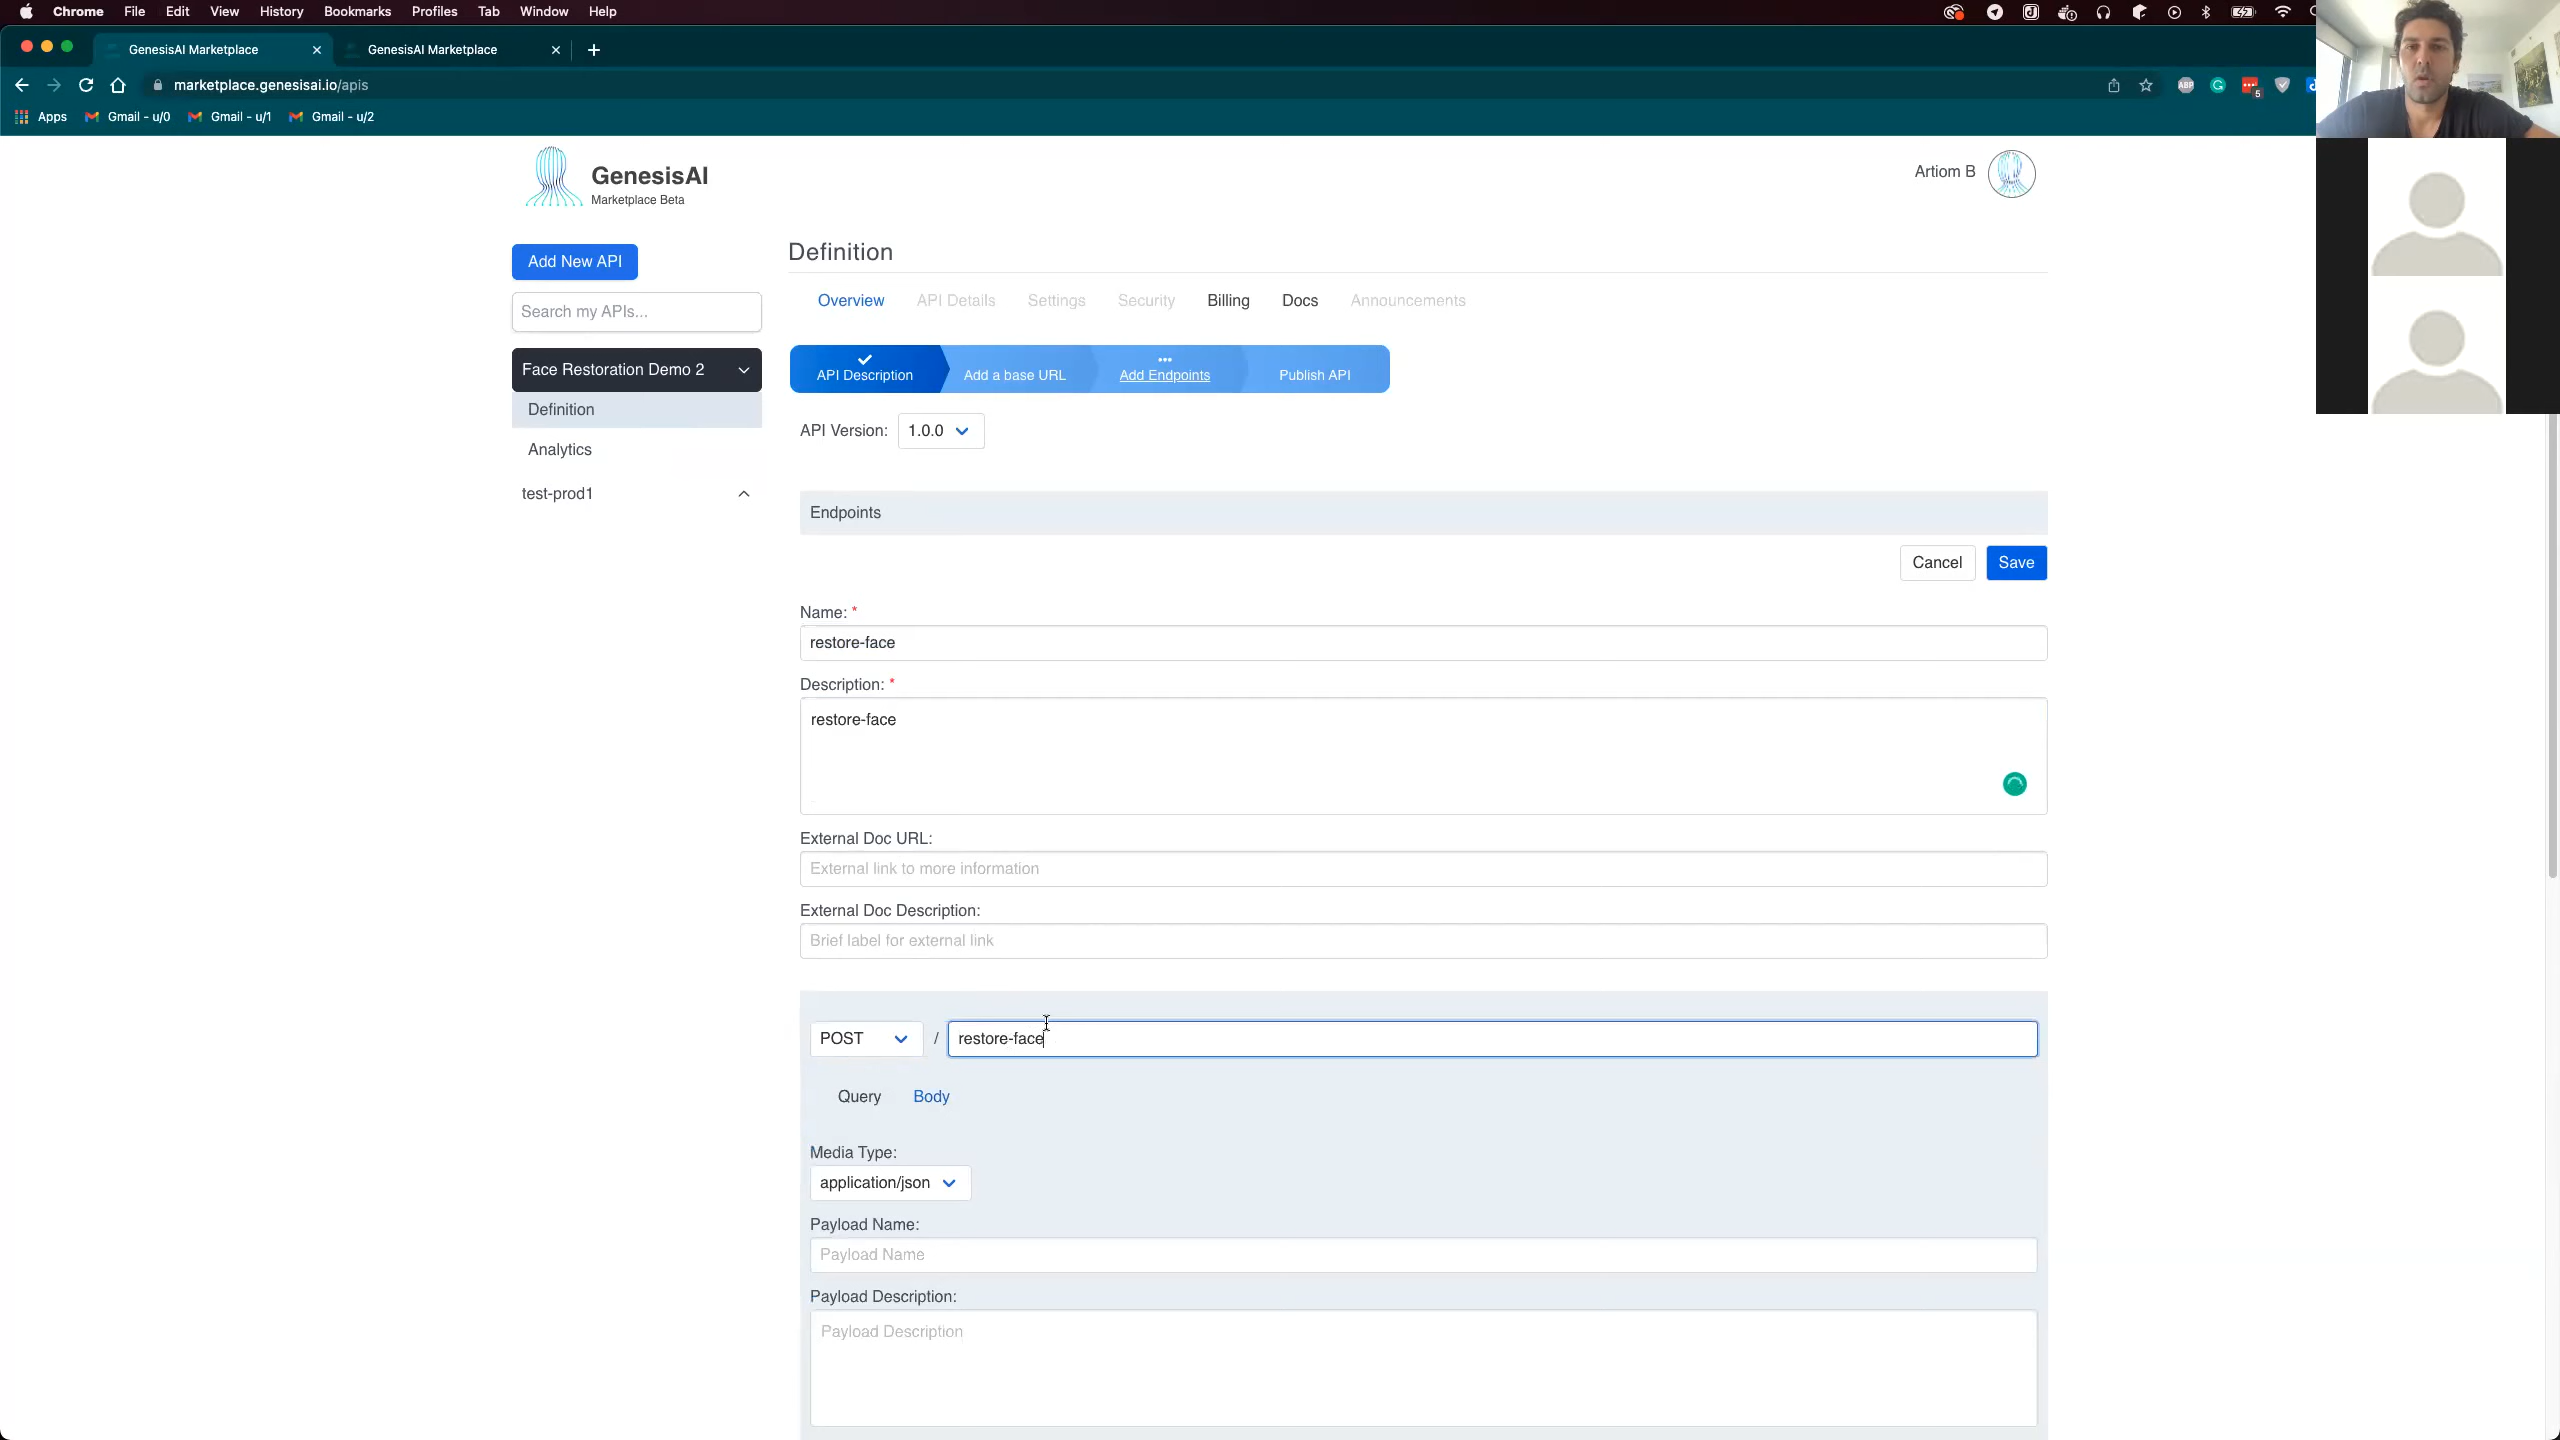 Chrome File Edit View History Bookmarks Profiles Tab Window Help
GenesisAI Marketplace GenesisAI Marketplace
marketplace.genesisai.io/apis
ABP 5
Apps Gmail - u/0 Gmail - u/1 Gmail - u/2
GenesisAI
Marketplace Beta
Artiom B
Add New API
Search my APIs...
Face Restoration Demo 2
Definition
Analytics
test-prod1
Definition
Overview API Details Settings Security Billing Docs Announcements
API Description Add a base URL Add Endpoints Publish API
API Version: 1.0.0
Endpoints
Cancel Save
Name: *
restore-face
Description: *
restore-face
External Doc URL:
External link to more information
External Doc Description:
Brief label for external link
POST / restore-face
Query Body
Media Type:
application/json
Payload Name:
Payload Name
Payload Description:
Payload Description